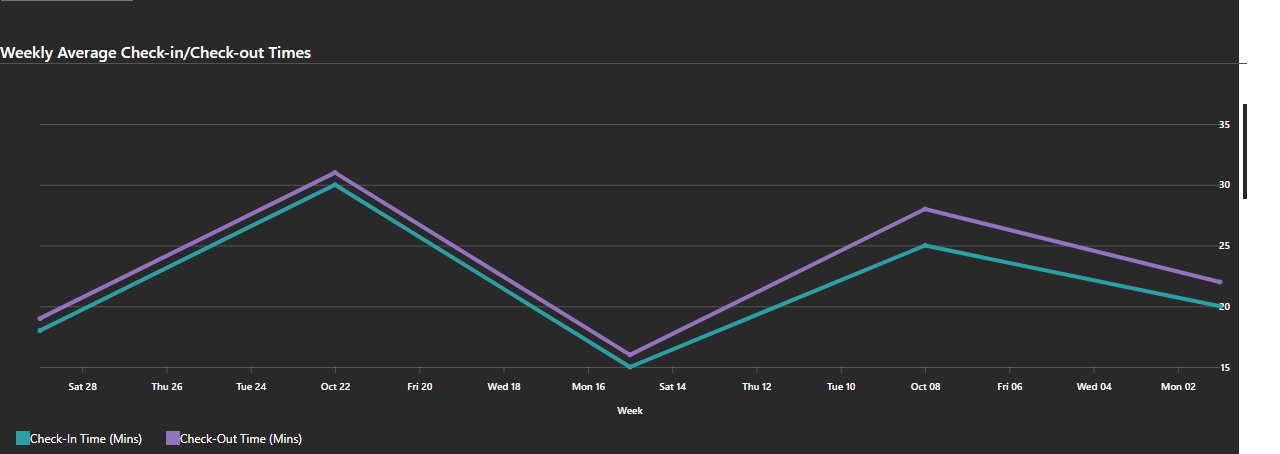 Weekly Average Check-in/Check-out Times
35
30
25
20
15
Sat 28 Thu 26 Tue 24 Oct 22 Fri 20 Wed 18 Mon 16 Sat 14 Thu 12 Tue 10 Oct 08 Fri 06 Wed 04 Mon 02
Week
Check-In Time (Mins) Check-Out Time (Mins)